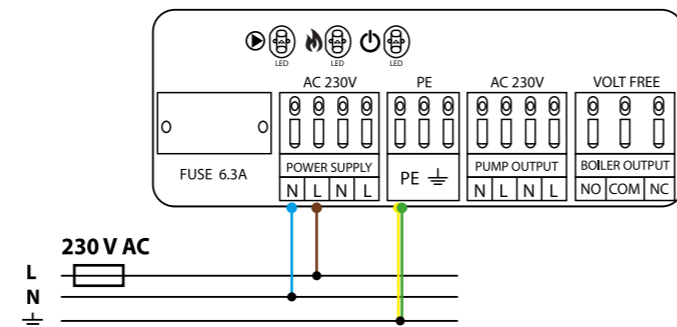 LED LED LED
AC 230V PE AC 230V VOLT FREE
FUSE 6.3A
POWER SUPPLY PE PUMP OUTPUT BOILER OUTPUT
N L N L N L N L NO COM NC
230 V AC
L
N